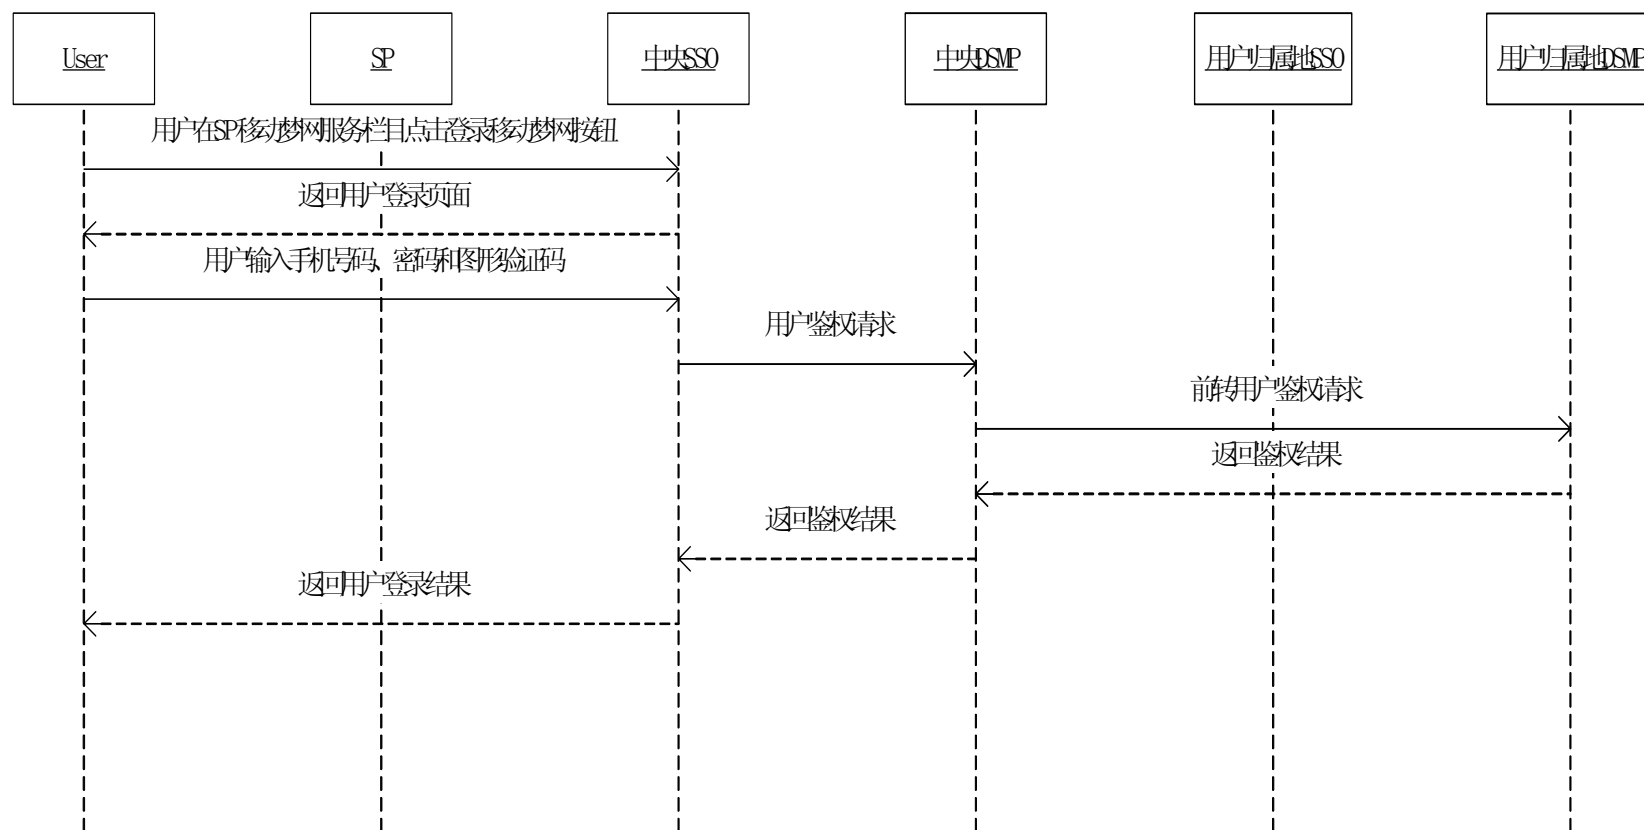 User
SP
中央SSO
中央DSMP
用户归属地SSO
用户归属地DSMP
用户在SP移动梦网服务栏目点击登录移动梦网按钮
返回用户登录页面
用户输入手机号码、密码和图形验证码
用户鉴权请求
前转用户鉴权请求
返回鉴权结果
返回鉴权结果
返回用户登录结果